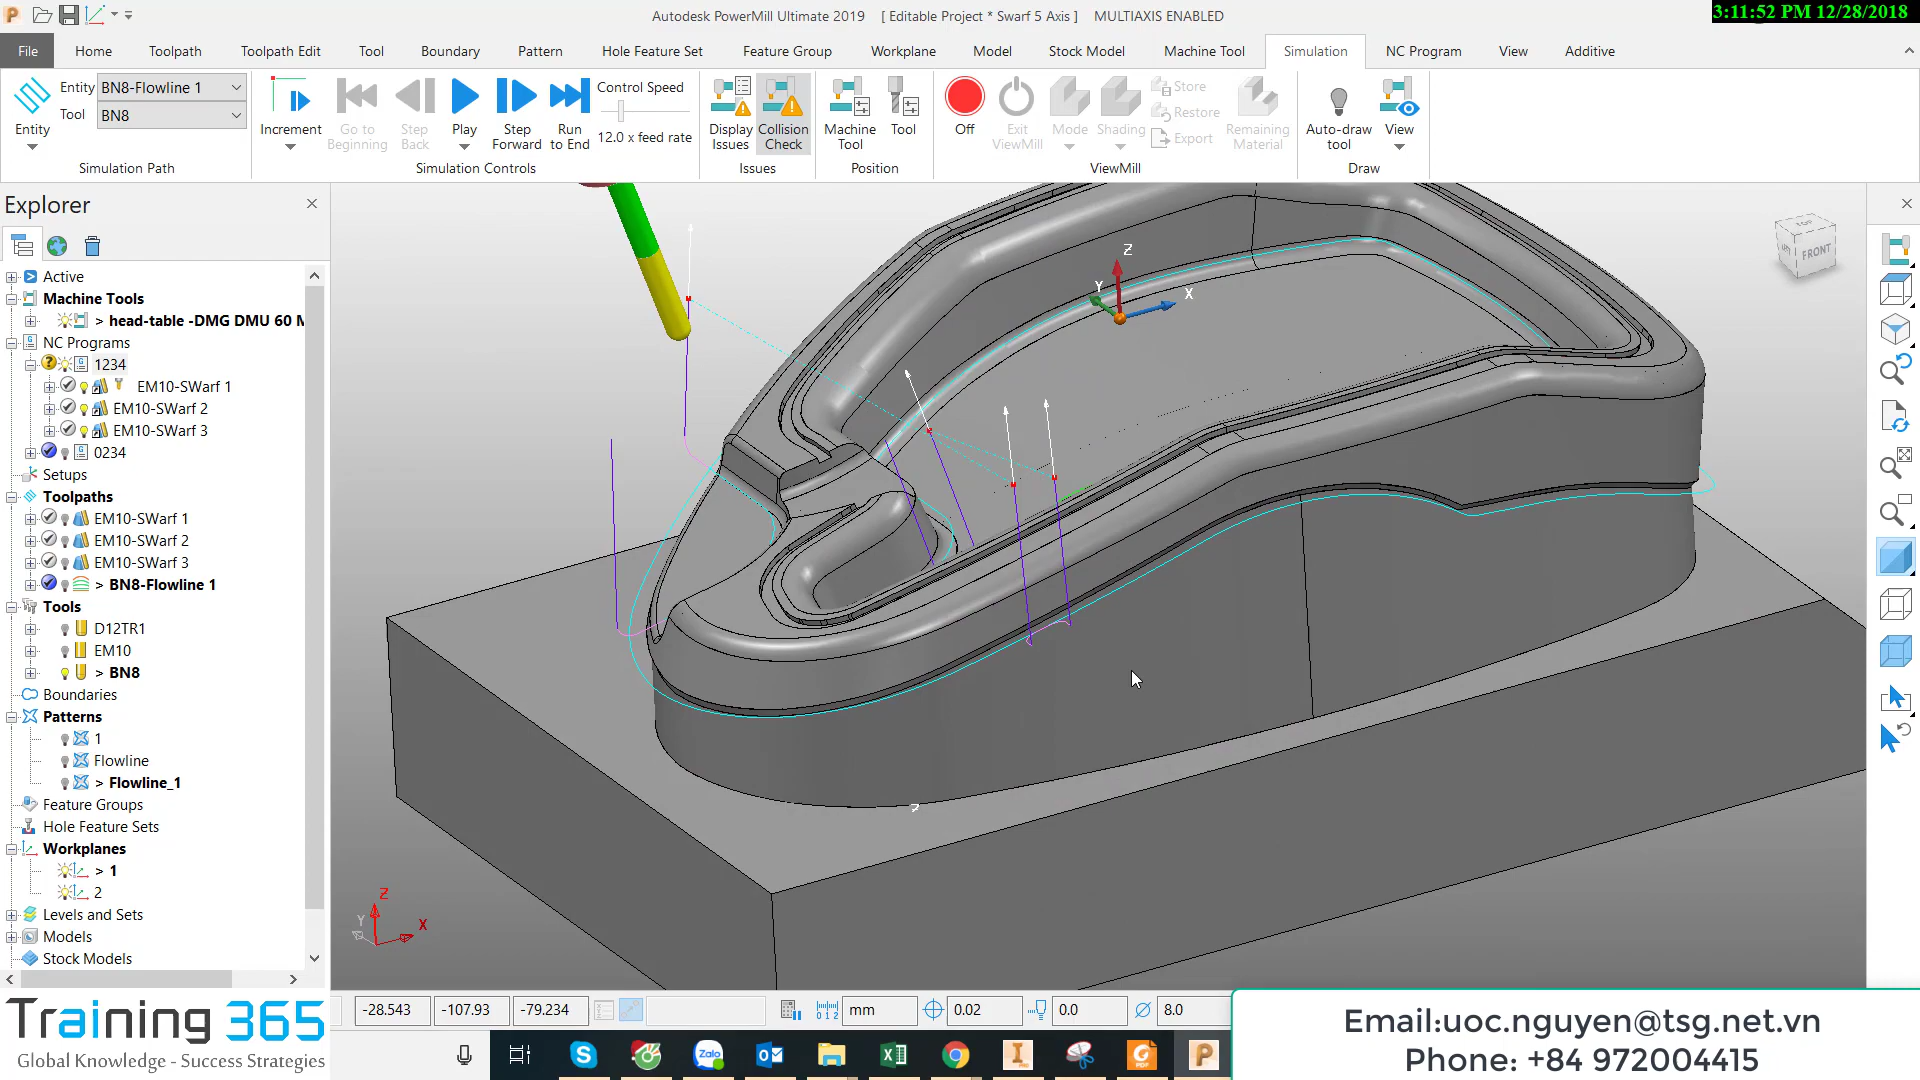 Autodesk PowerMill Ultimate 2019 [ Editable Project * Swarf 5 Axis ] MULTIAXIS ENABLED
3:11:52 PM 12/28/2018
File Home Toolpath Toolpath Edit Tool Boundary Pattern Hole Feature Set Feature Group Workplane Model Stock Model Machine Tool Simulation NC Program View Additive
Entity
Entity BN8-Flowline 1
Tool BN8
Simulation Path
Increment
Go to Beginning
Step Back
Play
Step Forward
Run to End
Control Speed
12.0 x feed rate
Simulation Controls
Display Issues
Collision Check
Issues
Machine Tool
Tool
Position
Off
Exit ViewMill
Mode
Shading
Store
Restore
Export
Remaining Material
ViewMill
Auto-draw tool
View
Draw
Explorer
Active
Machine Tools
> head-table -DMG DMU 60 M
NC Programs
1234
EM10-SWarf 1
EM10-SWarf 2
EM10-SWarf 3
0234
Setups
Toolpaths
EM10-SWarf 1
EM10-SWarf 2
EM10-SWarf 3
> BN8-Flowline 1
Tools
D12TR1
EM10
> BN8
Boundaries
Patterns
1
Flowline
> Flowline_1
Feature Groups
Hole Feature Sets
Workplanes
> 1
2
Levels and Sets
Models
Stock Models
Z
Y
X
TOP
FRONT
Z
Z
Y
X
-28.543 -107.93 -79.234 mm 0.02 0.0 8.0
Training 365
Global Knowledge - Success Strategies
Zalo
Email:uoc.nguyen@tsg.net.vn
Phone: +84 972004415